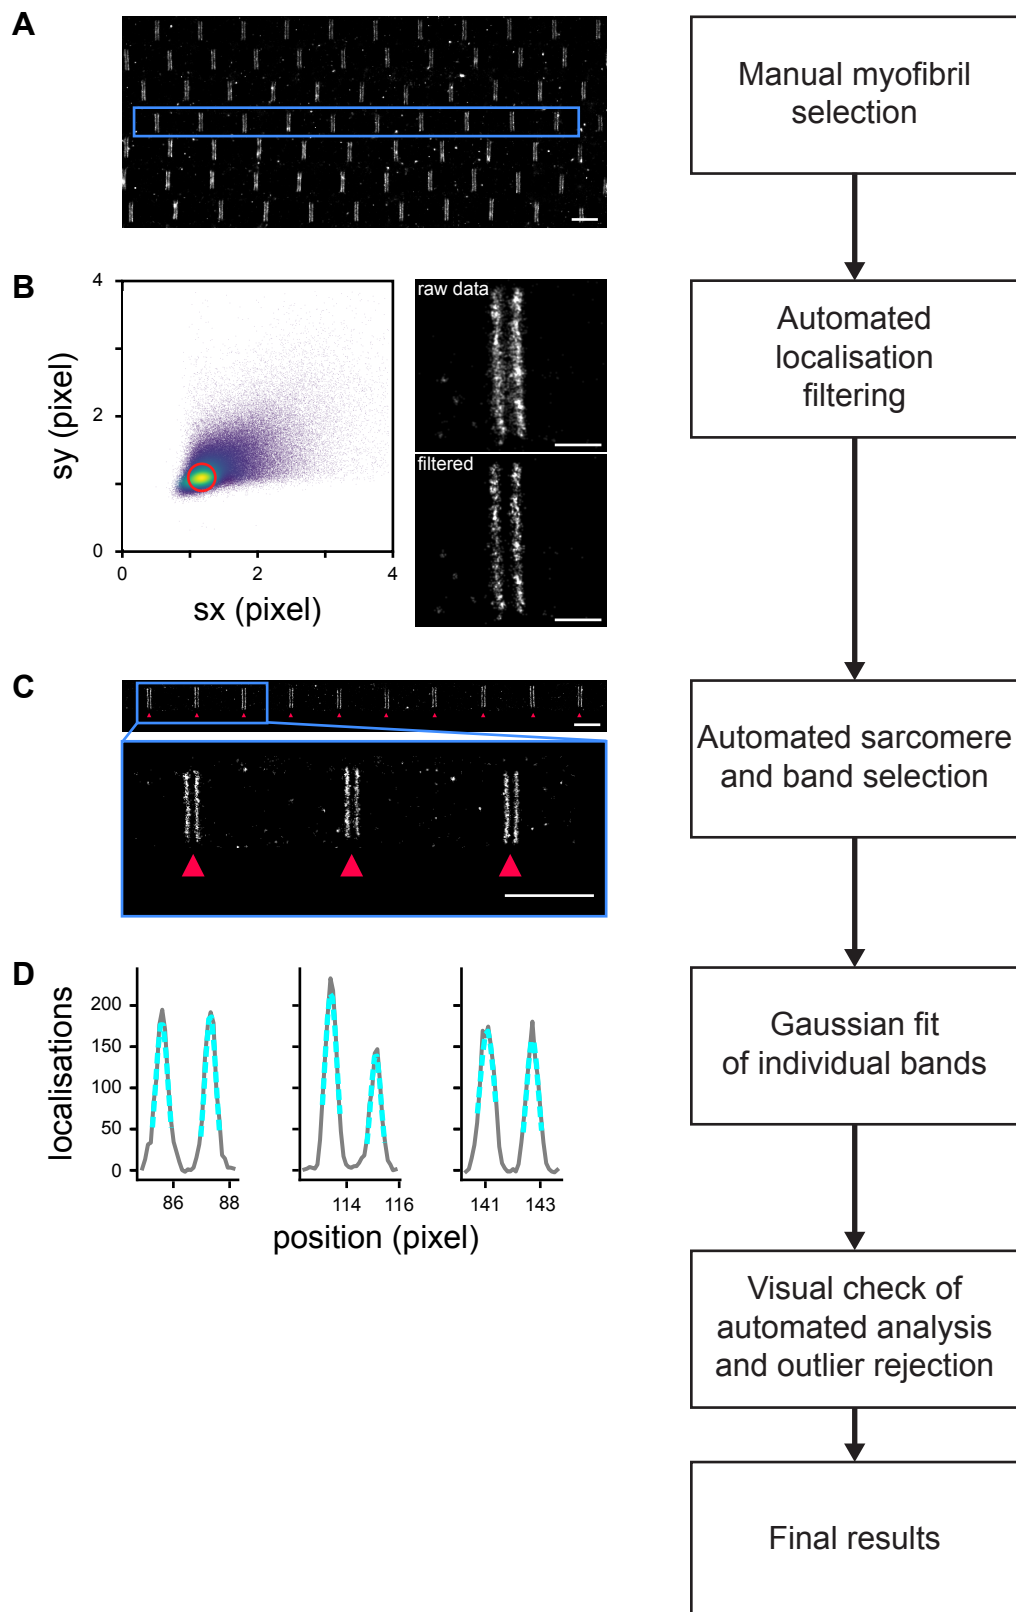 A
Manual myofibril
selection
B
4
2
0
sy (pixel)
0
2
4
sx (pixel)
raw data
filtered
Automated
localisation
filtering
C
Automated sarcomere
and band selection
D
localisations
200
150
100
50
0
86
88
114
116
141
143
position (pixel)
Gaussian fit
of individual bands
Visual check of
automated analysis
and outlier rejection
Final results